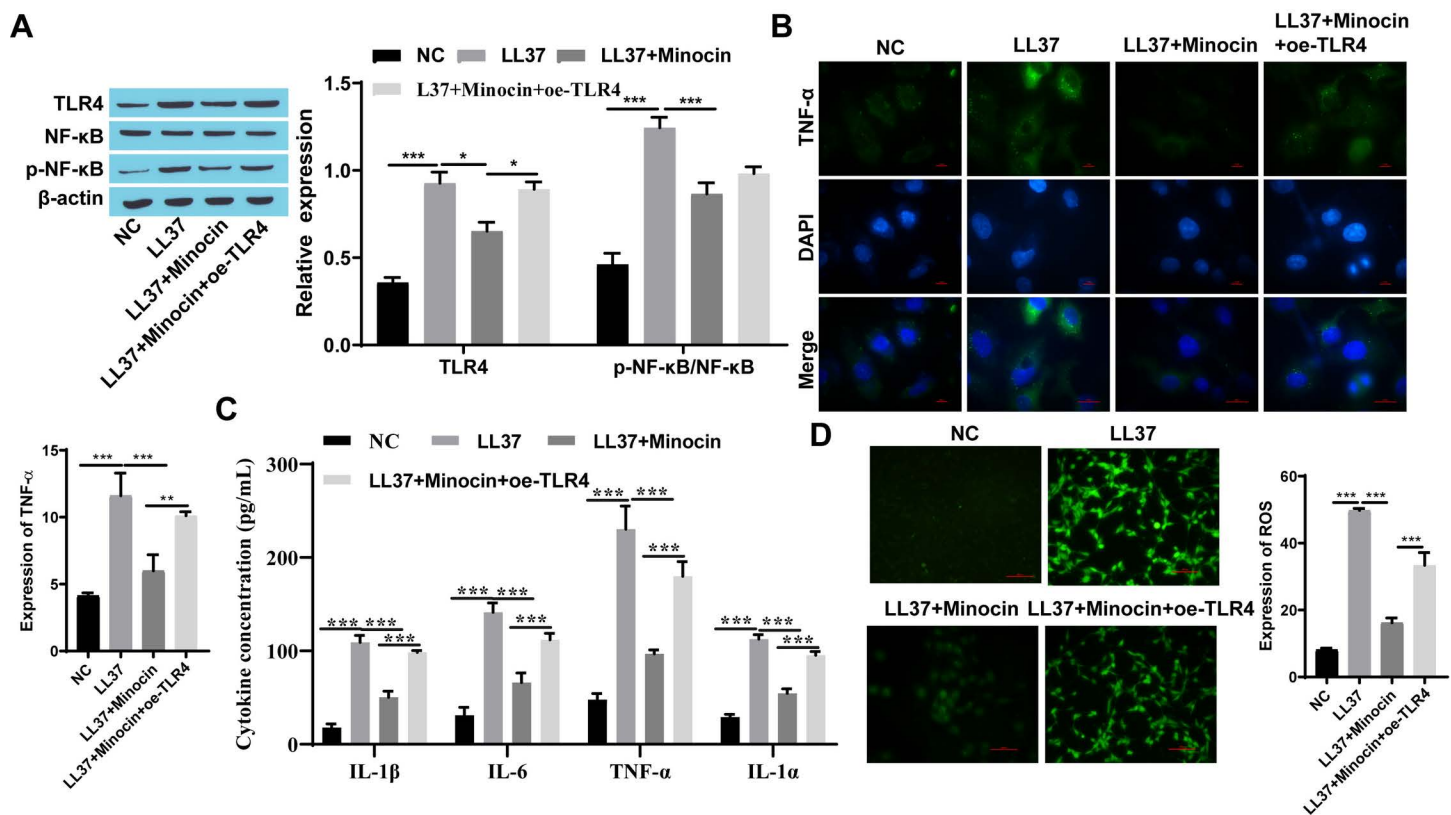 A
NC LL37 LL37+Minocin
L37+Minocin+oe-TLR4
TLR4
NF-κB
p-NF-κB
β-actin
NC
LL37
LL37+Minocin
LL37+Minocin+oe-TLR4
Relative expression
1.5
1.0
0.5
0.0
*** * *
*** ***
TLR4 p-NF-κB/NF-κB
B
NC LL37 LL37+Minocin LL37+Minocin
+oe-TLR4
TNF-α
DAPI
Merge
Expression of TNF-α
15
10
5
0
*** ***
**
NC
LL37
LL37+Minocin
LL37+Minocin+oe-TLR4
C
NC LL37 LL37+Minocin
LL37+Minocin+oe-TLR4
Cytokine concentration (pg/mL)
300
200
100
0
*** *** ***
*** *** ***
*** *** ***
*** *** ***
IL-1β IL-6 TNF-α IL-1α
D
NC LL37
LL37+Minocin LL37+Minocin+oe-TLR4
Expression of ROS
60
40
20
0
*** ***
***
NC
LL37
LL37+Minocin
LL37+Minocin+oe-TLR4